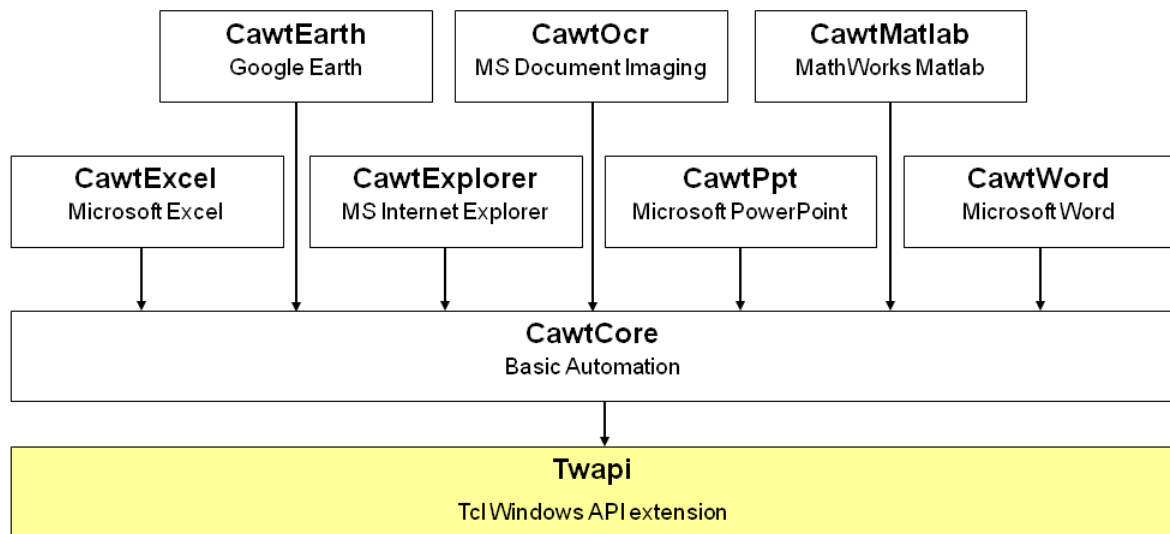 CawtEarth
Google Earth
CawtOcr
MS Document Imaging
CawtMatlab
MathWorks Matlab
CawtExcel
Microsoft Excel
CawtExplorer
MS Internet Explorer
CawtPpt
Microsoft PowerPoint
CawtWord
Microsoft Word
CawtCore
Basic Automation
Twapi
Tcl Windows API extension